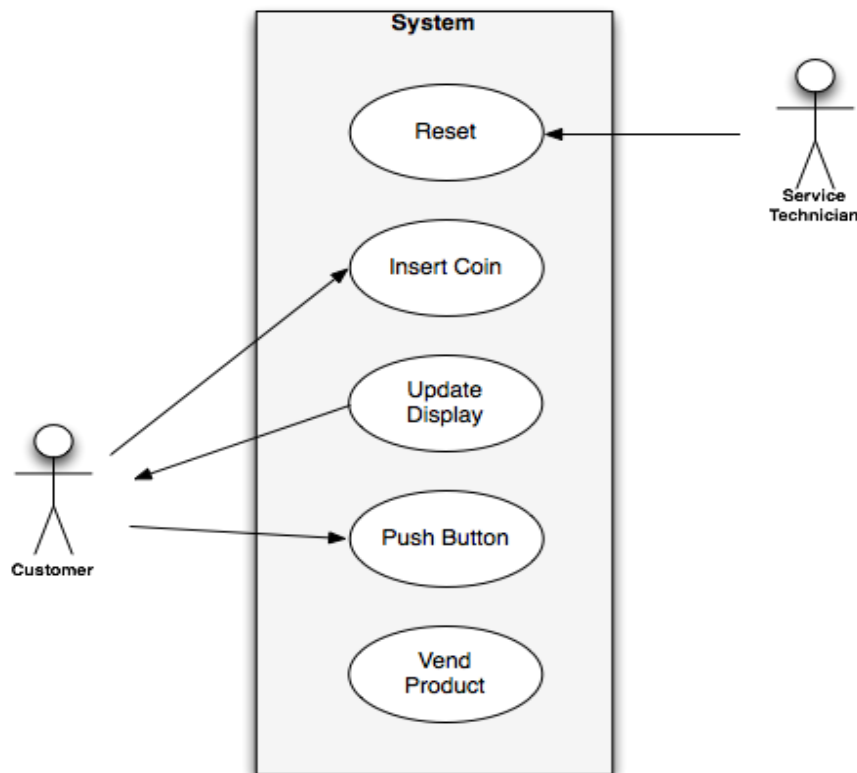 System
Reset
Service
Technician
Insert Coin
Update
Display
Push Button
Customer
Vend
Product